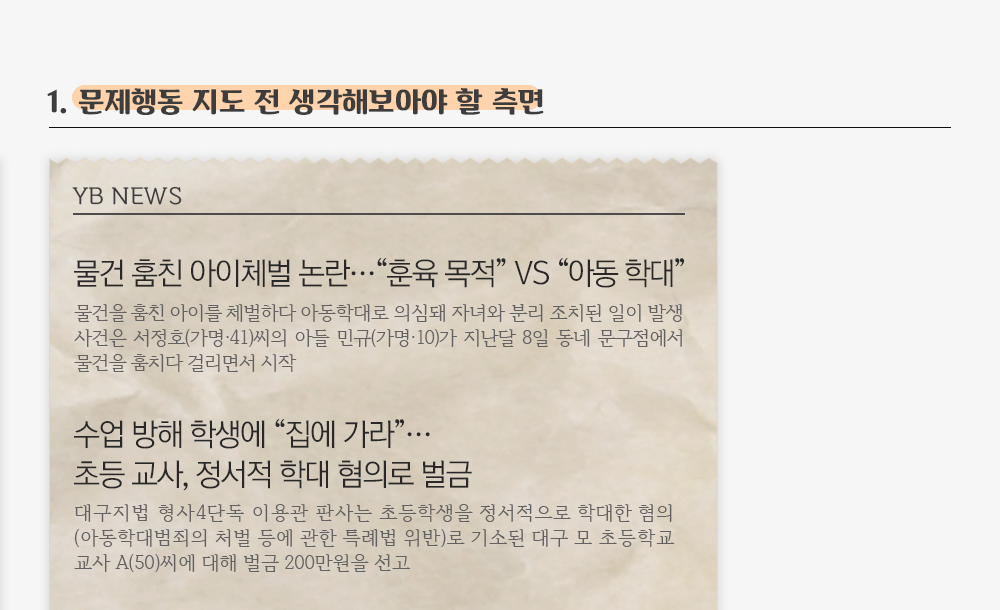 1. 문제행동 지도 전 생각해보아야 할 측면
YB NEWS
물건 훔친 아이체벌 논란…“훈육 목적” VS “아동 학대”
물건을 훔친 아이를 체벌하다 아동학대로 의심돼 자녀와 분리 조치된 일이 발생
사건은 서정호(가명·41)씨의 아들 민규(가명·10)가 지난달 8일 동네 문구점에서
물건을 훔치다 걸리면서 시작
수업 방해 학생에 “집에 가라”…
초등 교사, 정서적 학대 혐의로 벌금
대구지법 형사4단독 이용관 판사는 초등학생을 정서적으로 학대한 혐의
(아동학대범죄의 처벌 등에 관한 특례법 위반)로 기소된 대구 모 초등학교
교사 A(50)씨에 대해 벌금 200만원을 선고